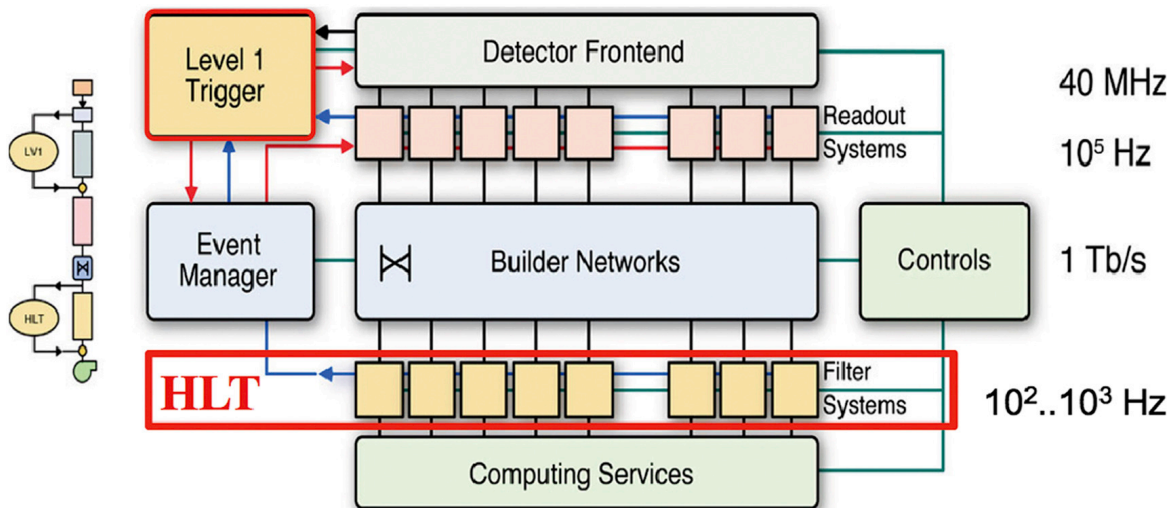 Level 1
Trigger
Detector Frontend
40 MHz
Readout
Systems
10⁵ Hz
LV1
Event
Manager
Builder Networks
Controls
1 Tb/s
HLT
HLT
Filter
Systems
10²..10³ Hz
Computing Services